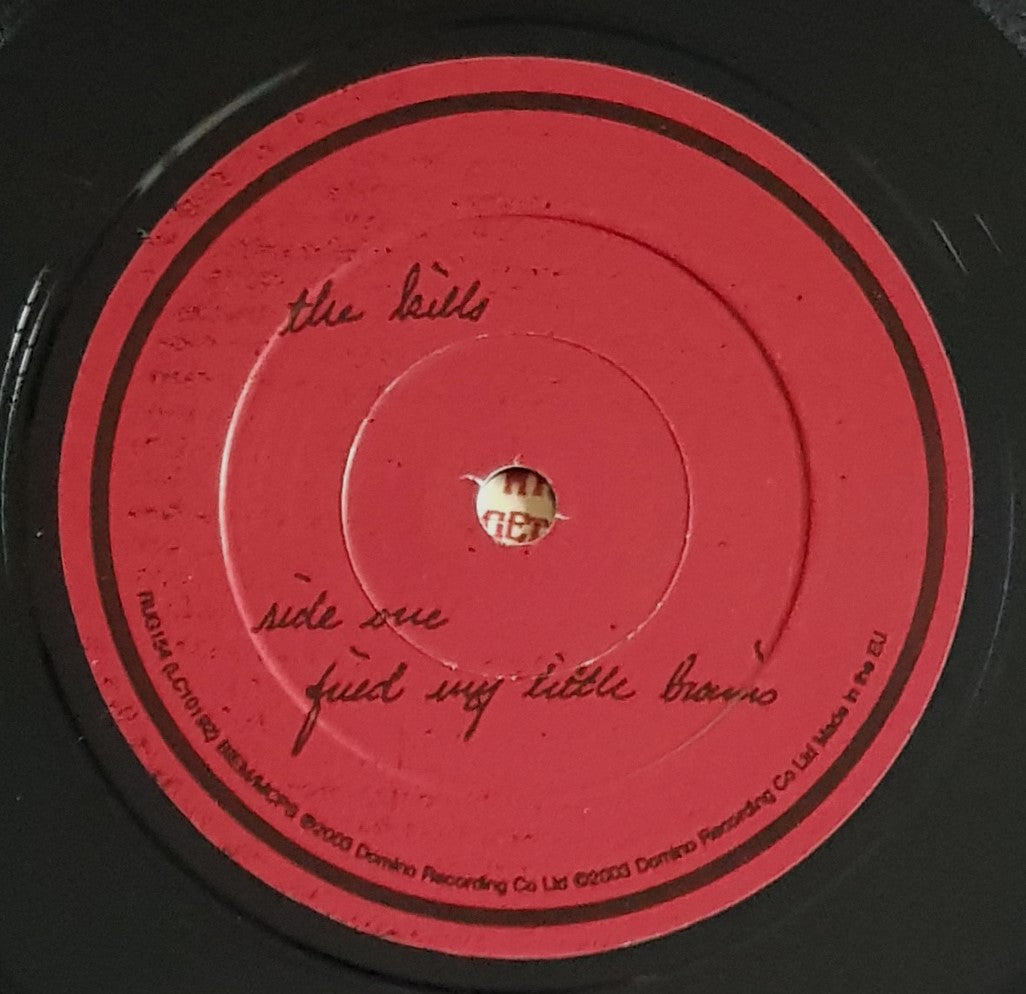 the kills
side one
fried my little brains
RUG154 (LC10192) BIEM/MCPS ℗2003 Domino Recording Co Ltd ©2003 Domino Recording Co Ltd Made in the EU